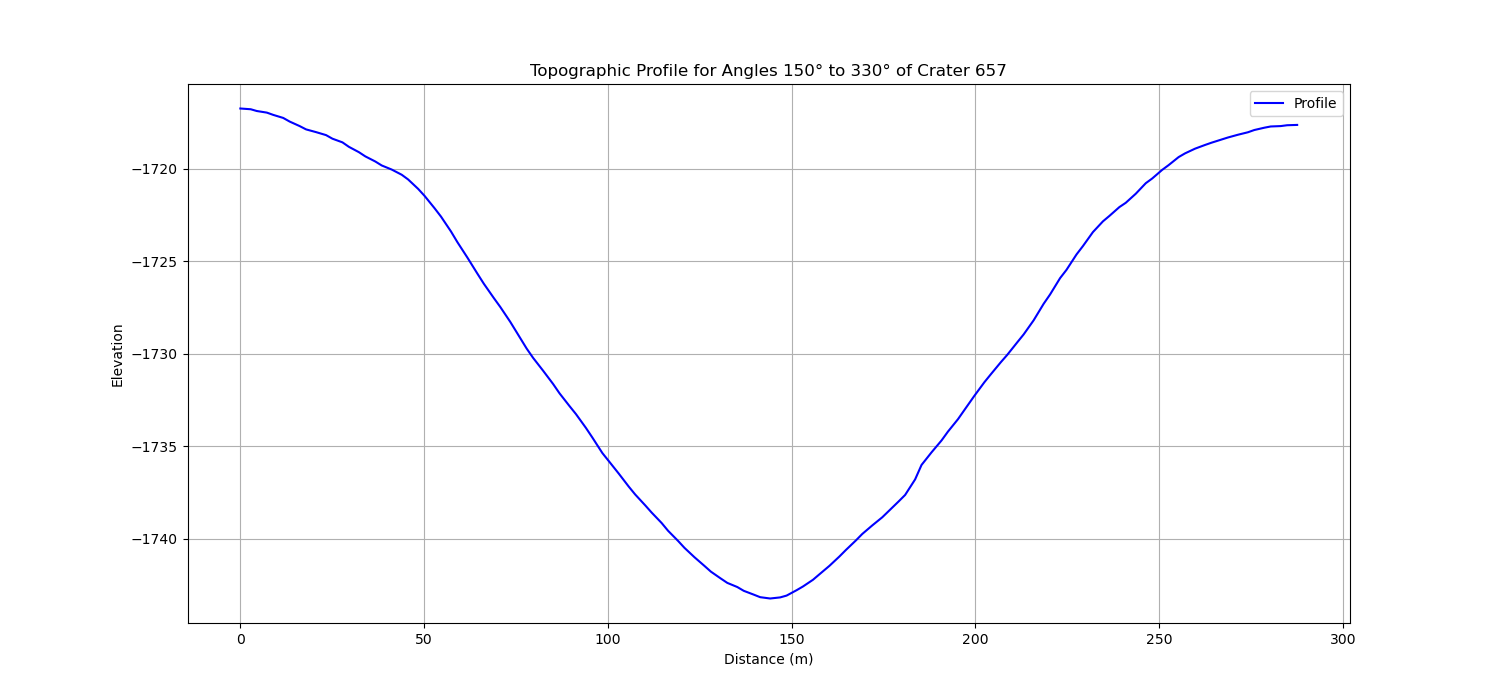 Topographic Profile for Angles 150° to 330° of Crater 657
Profile
Elevation
−1720
−1725
−1730
−1735
−1740
0 50 100 150 200 250 300
Distance (m)